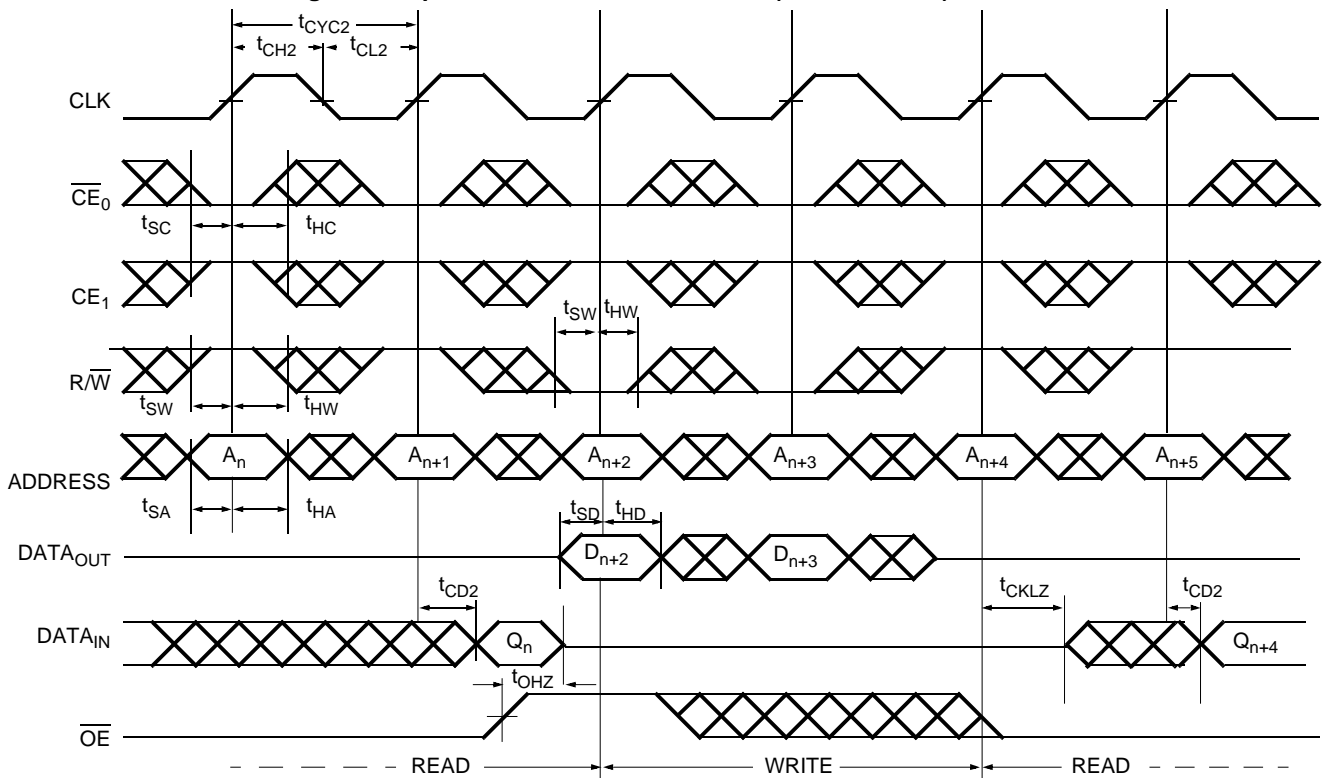 tCYC2
tCH2 tCL2
CLK
CE0
tSC tHC
CE1
tSW tHW
R/W
tSW tHW
An An+1 An+2 An+3 An+4 An+5
ADDRESS
tSA tHA
tSD tHD
DATAOUT Dn+2 Dn+3
tCD2 tCKLZ tCD2
DATAIN Qn Qn+4
tOHZ
OE
READ WRITE READ